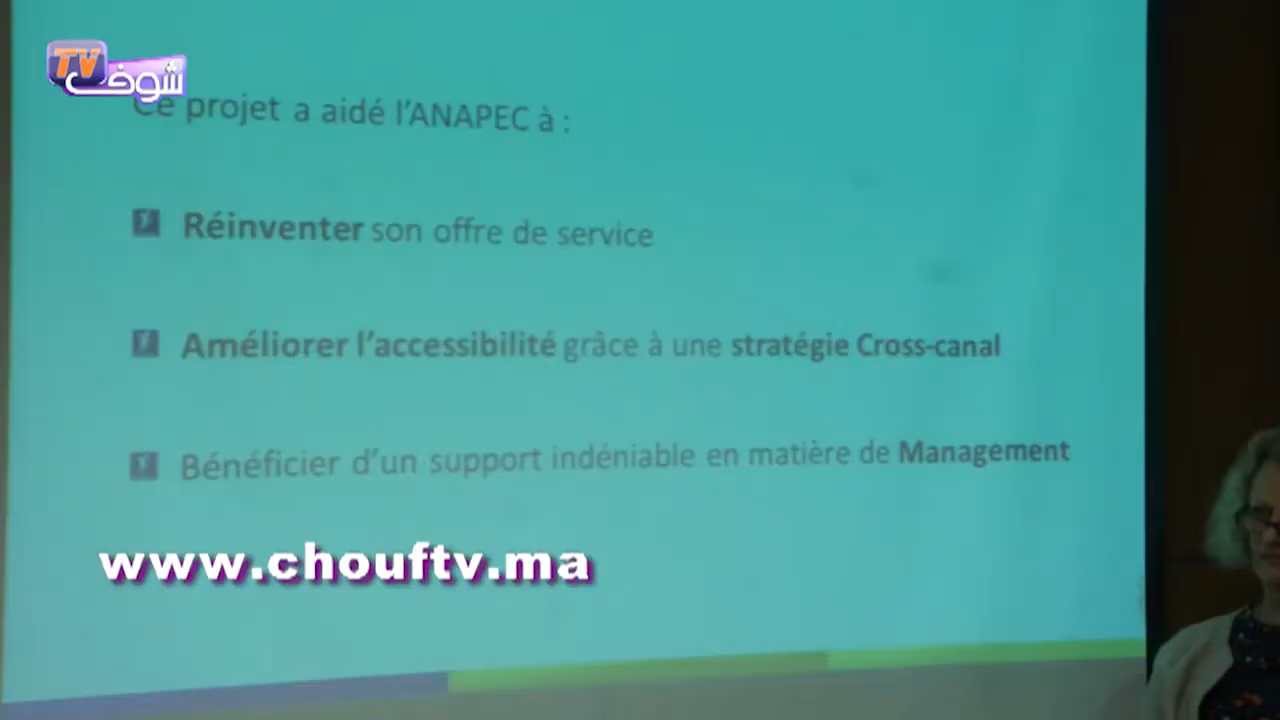 TV شوف
Ce projet a aidé l'ANAPEC à :
Réinventer son offre de service
Améliorer l'accessibilité grâce à une stratégie Cross-canal
Bénéficier d'un support indéniable en matière de Management
www.chouftv.ma